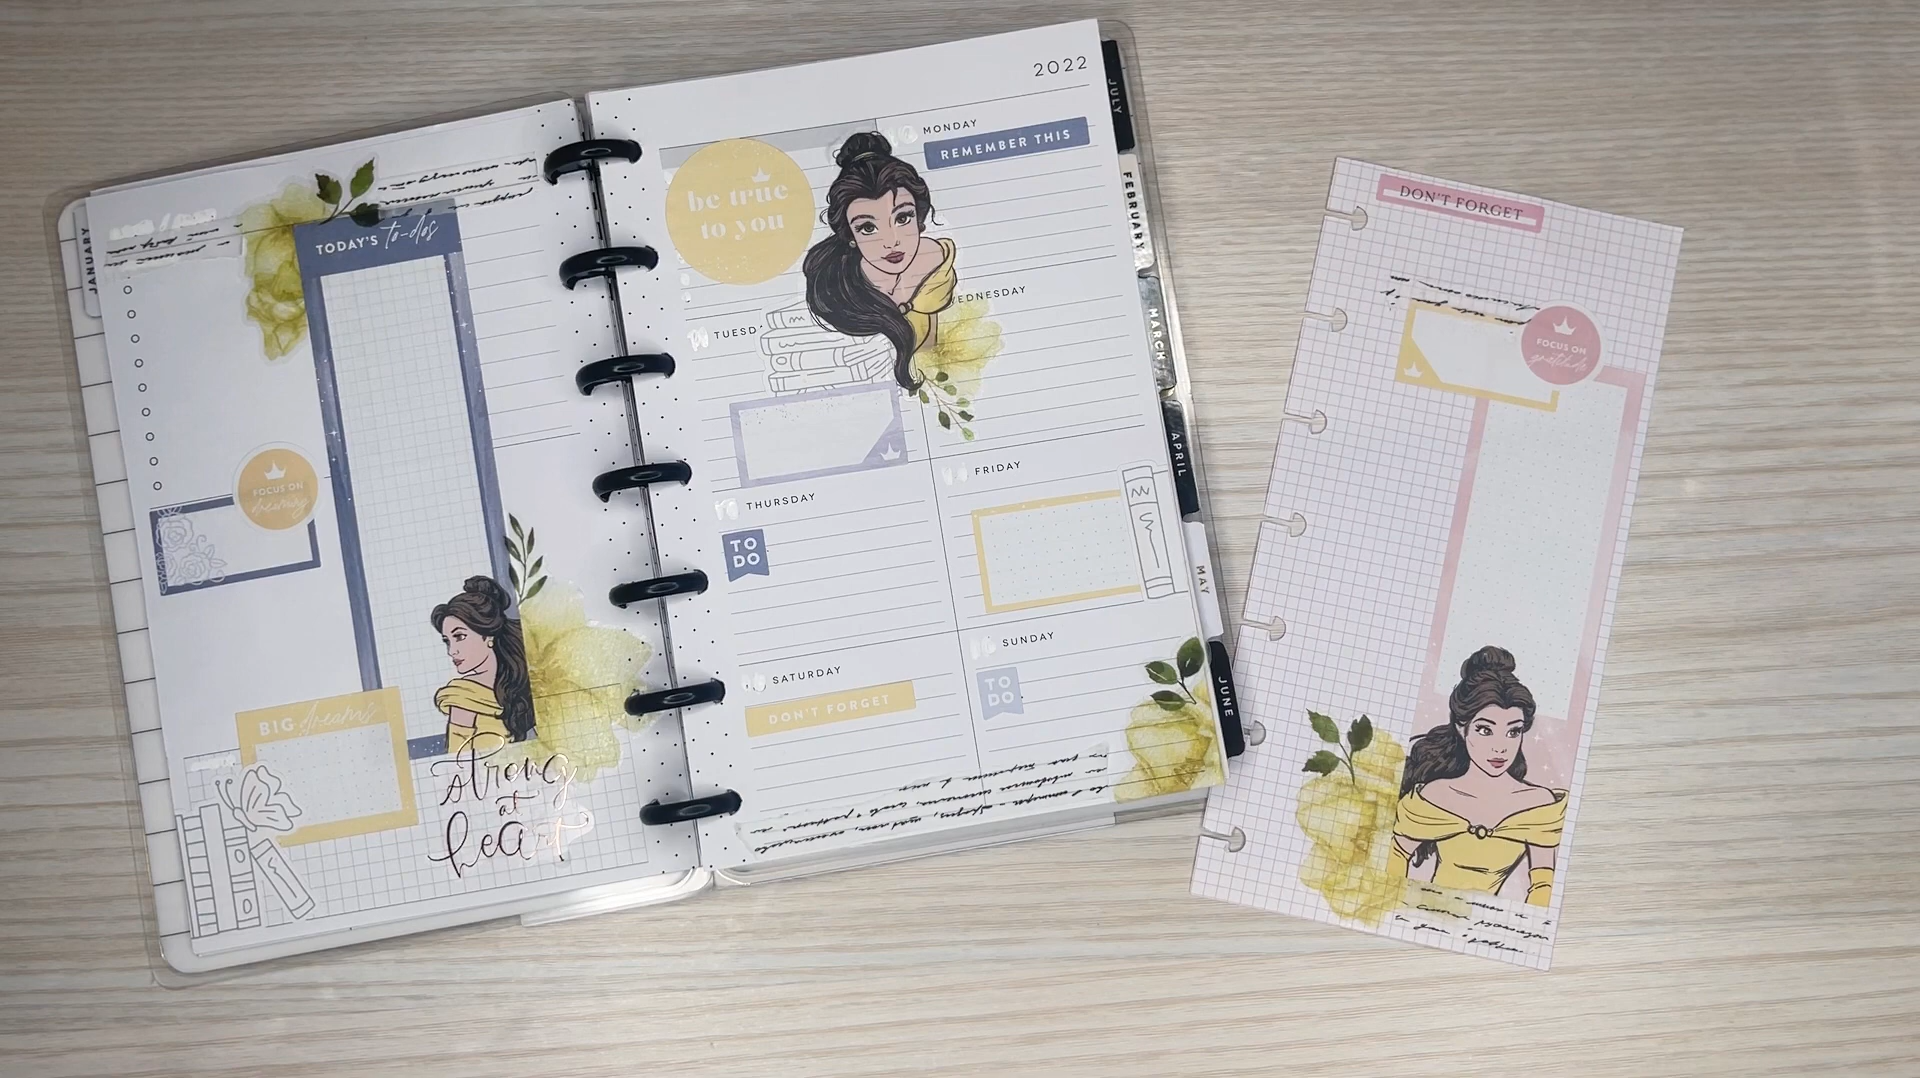 JANUARY
TODAY'S to-dos
FOCUS ON
dreaming
BIG dreams
strong
at
heart
2022
be true
to you
MONDAY
REMEMBER THIS
TUESD
WEDNESDAY
THURSDAY
TO
DO
FRIDAY
SATURDAY
DON'T FORGET
SUNDAY
TO
DO
JULY
FEBRUARY
MARCH
APRIL
MAY
JUNE
DON'T FORGET
FOCUS ON
gratitude